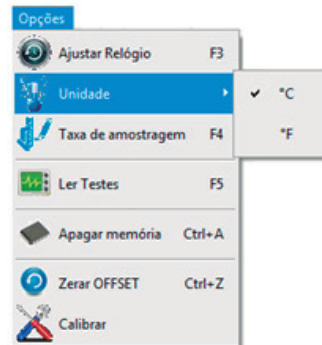 Opções
Ajustar Relógio F3
Unidade
✔ °C
°F
Taxa de amostragem F4
Ler Testes F5
Apagar memória Ctrl+A
Zerar OFFSET Ctrl+Z
Calibrar